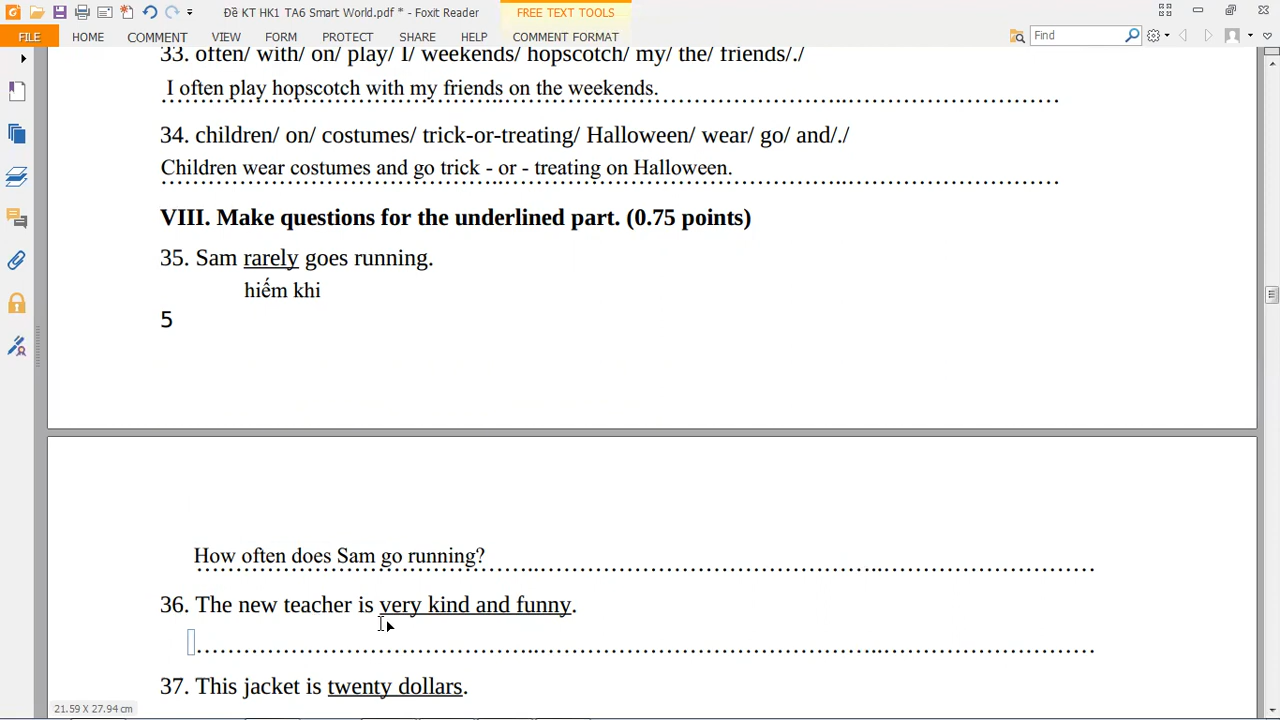 Đề KT HK1 TA6 Smart World.pdf * - Foxit Reader
FREE TEXT TOOLS
FILE HOME COMMENT VIEW FORM PROTECT SHARE HELP COMMENT FORMAT Find
33. often/ with/ on/ play/ I/ weekends/ hopscotch/ my/ the/ friends/./
I often play hopscotch with my friends on the weekends.
34. children/ on/ costumes/ trick-or-treating/ Halloween/ wear/ go/ and/./
Children wear costumes and go trick - or - treating on Halloween.
VIII. Make questions for the underlined part. (0.75 points)
35. Sam rarely goes running.
hiếm khi
5
How often does Sam go running?
36. The new teacher is very kind and funny.
37. This jacket is twenty dollars.
21.59 X 27.94 cm